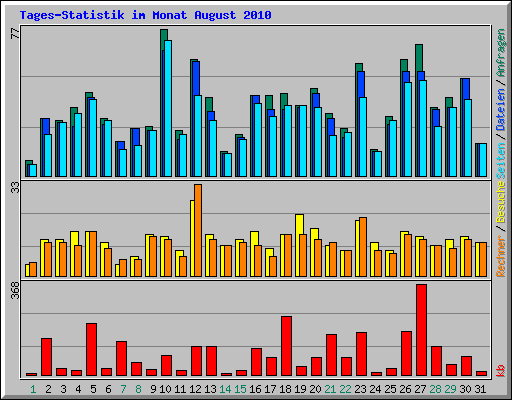 Tages-Statistik im Monat August 2010
77
33
368
Anfragen / Dateien / Seiten
Rechner / Besuche
kb
1 2 3 4 5 6 7 8 9 10 11 12 13 14 15 16 17 18 19 20 21 22 23 24 25 26 27 28 29 30 31